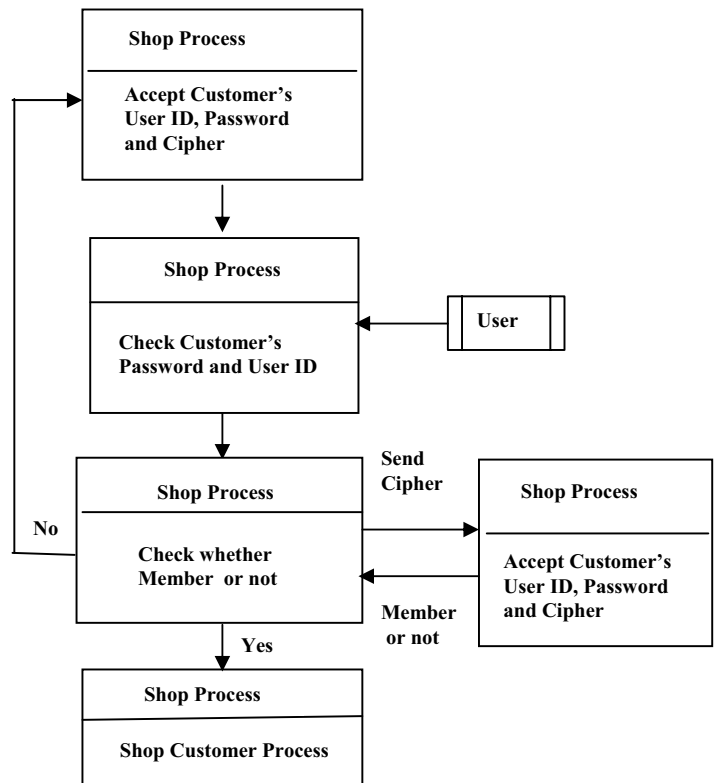 Shop Process
Accept Customer’s
User ID, Password
and Cipher
Shop Process
User
Check Customer’s
Password and User ID
Send
Cipher
Shop Process
Shop Process
No
Check whether
Member or not
Accept Customer’s
User ID, Password
and Cipher
Member
or not
Yes
Shop Process
Shop Customer Process